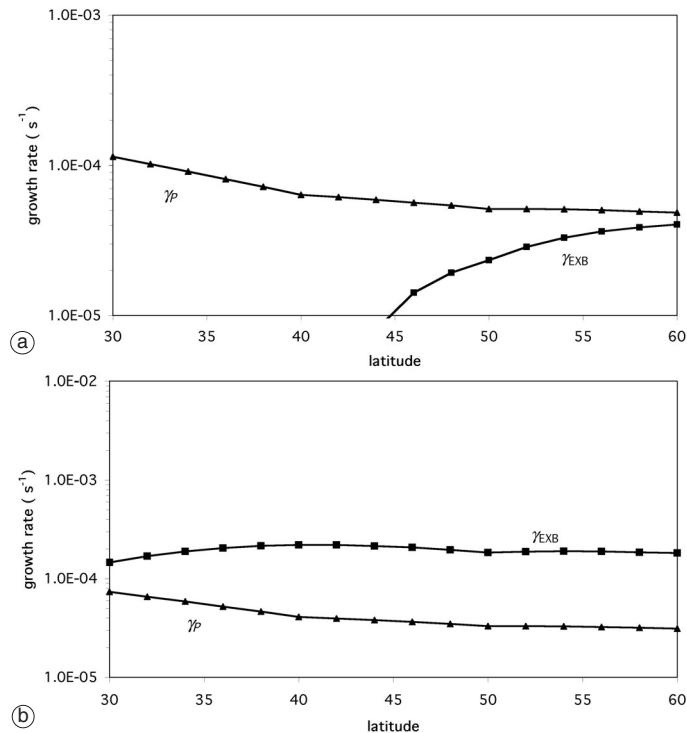 1.0E-03
1.0E-04
1.0E-05
growth rate ( s⁻¹ )
γP
γEXB
30 35 40 45 50 55 60
latitude
a
1.0E-02
1.0E-03
1.0E-04
1.0E-05
growth rate ( s⁻¹ )
γEXB
γP
30 35 40 45 50 55 60
latitude
b